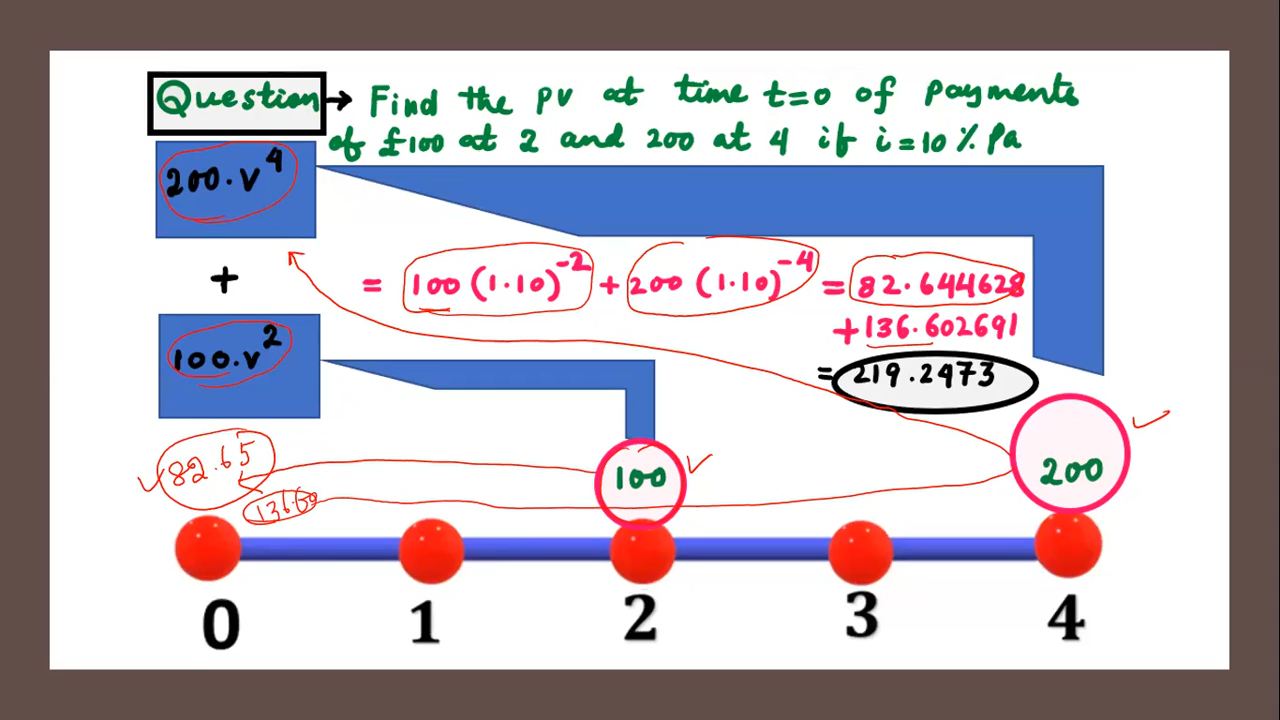 Question → Find the PV at time t=0 of payments
of £100 at 2 and 200 at 4 if i=10% Pa
200.v⁴
+
= 100(1.10)⁻² + 200(1.10)⁻⁴ = 82.644628
+136.602691
100.v²
= 219.2473
82.65
100
200
136.60
0 1 2 3 4